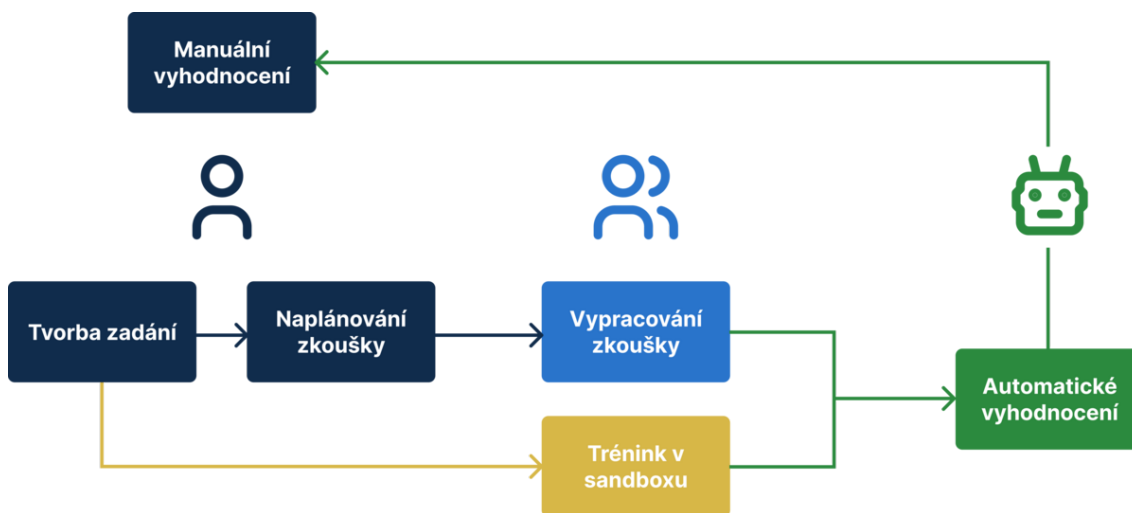 Manuální
vyhodnocení
Tvorba zadání
Naplánování
zkoušky
Vypracování
zkoušky
Trénink v
sandboxu
Automatické
vyhodnocení